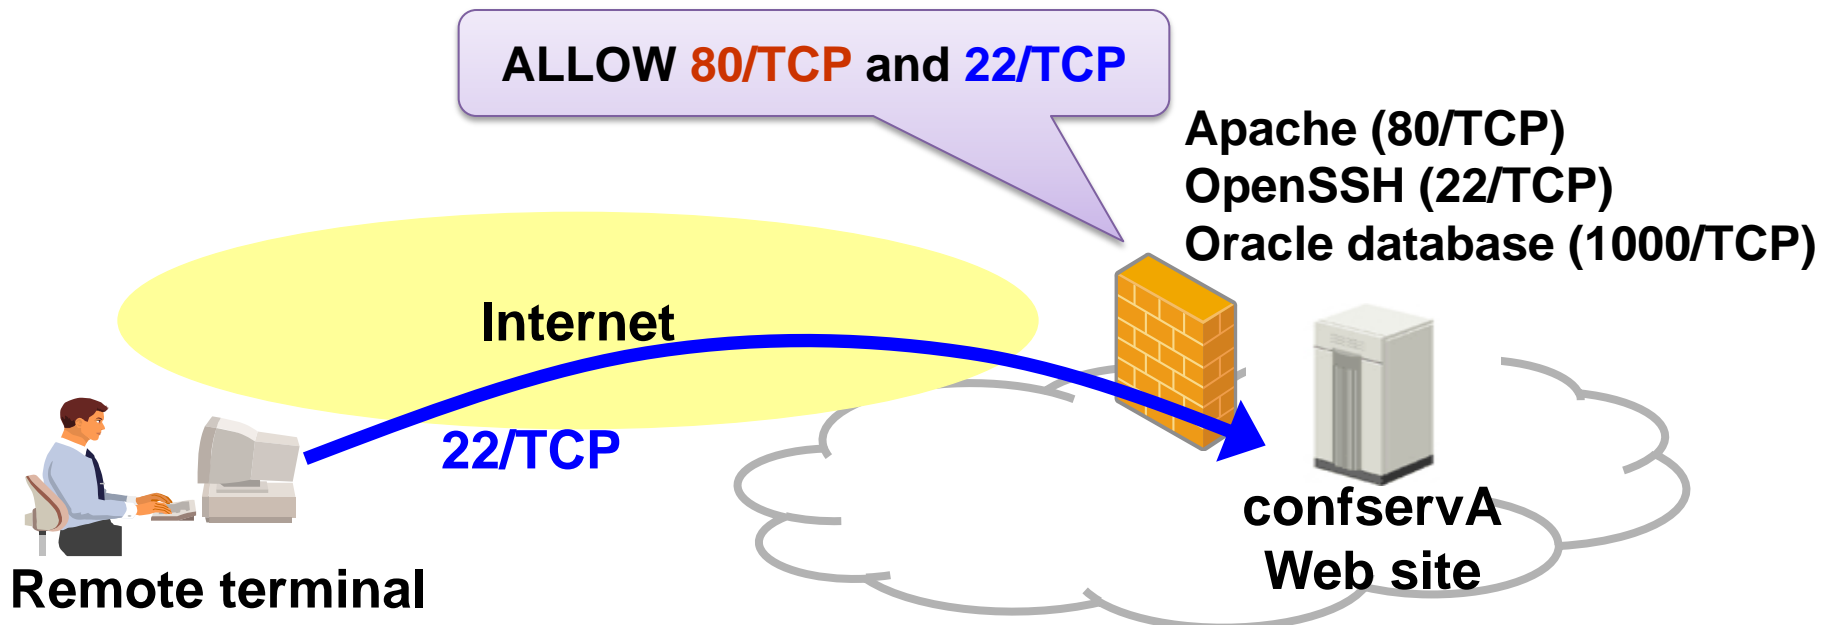 ALLOW 80/TCP and 22/TCP
Apache (80/TCP)
OpenSSH (22/TCP)
Oracle database (1000/TCP)
Internet
22/TCP
confservA
Web site
Remote terminal